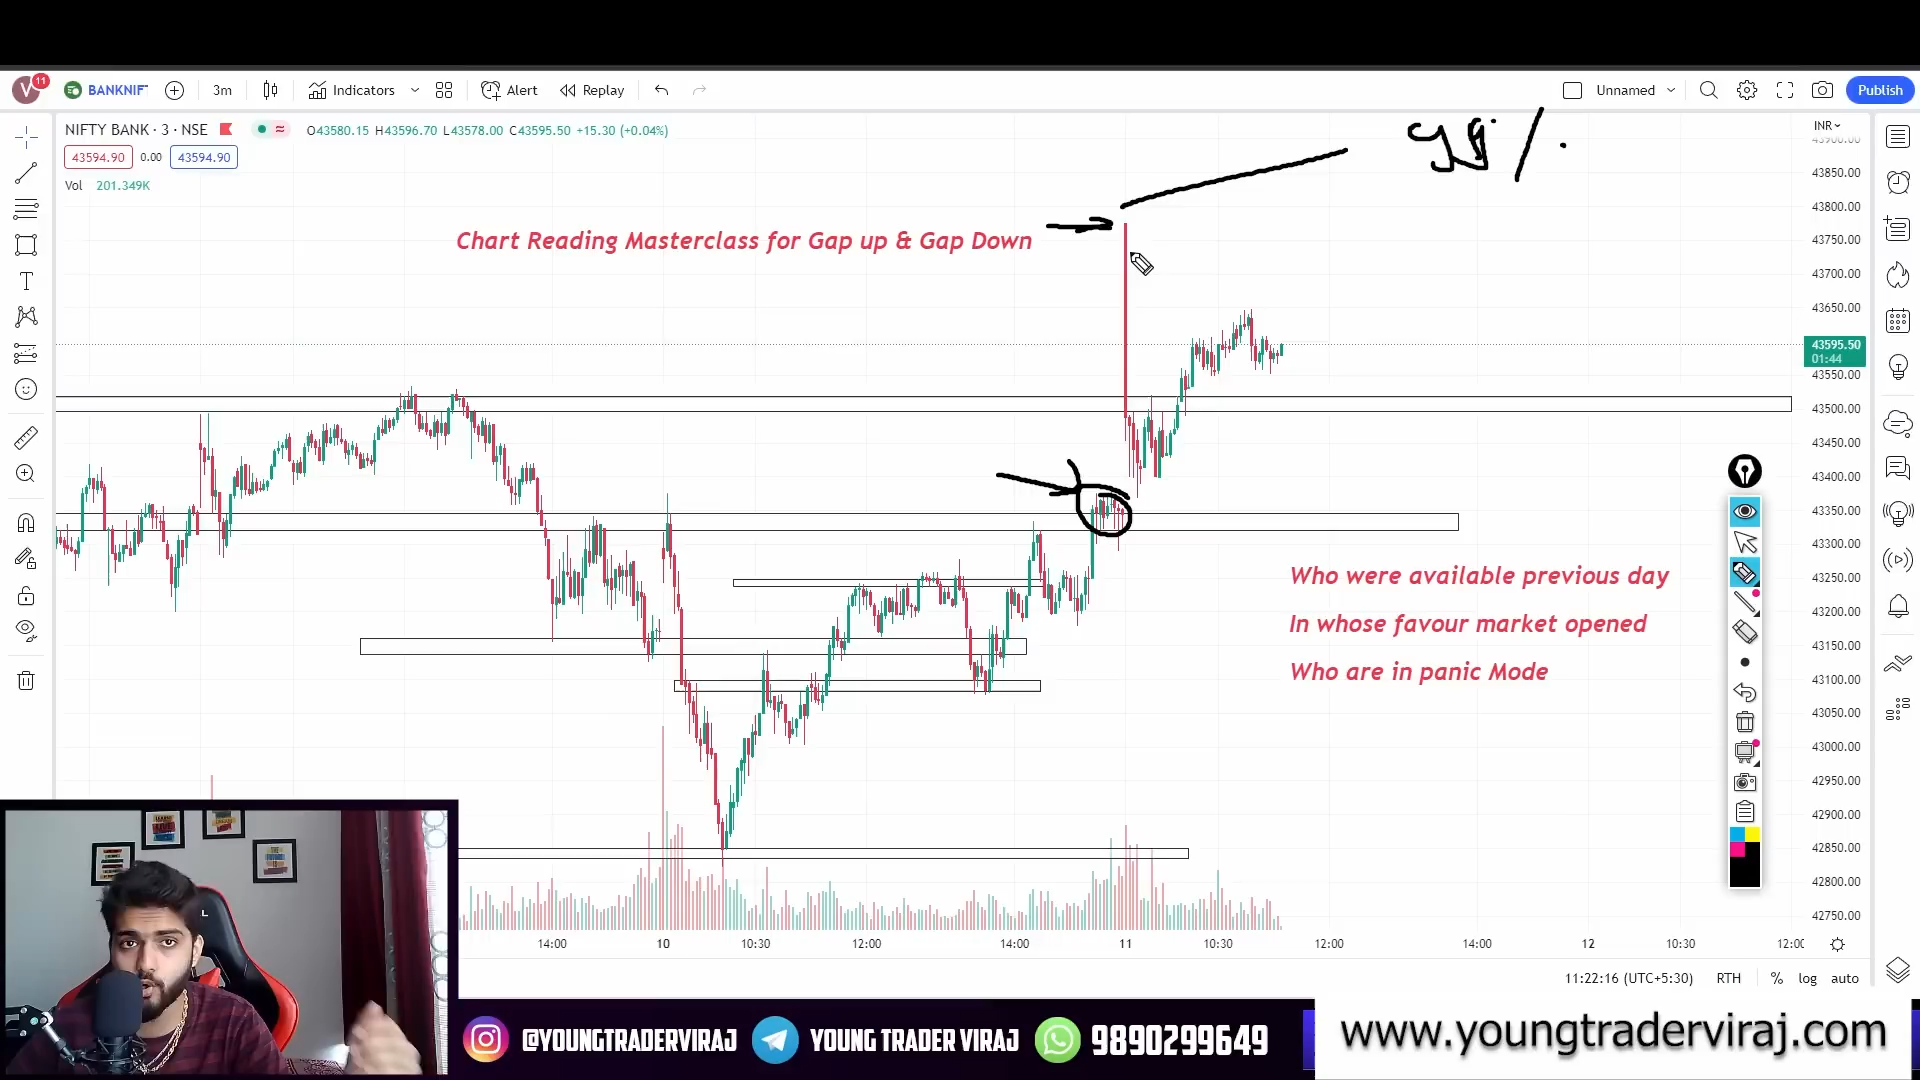 V 11 BANKNIF 3m Indicators Alert Replay Unnamed Publish
NIFTY BANK · 3 · NSE O43580.15 H43596.70 L43578.00 C43595.50 +15.30 (+0.04%)
INR
43594.90 0.00 43594.90
Vol 201.349K
43900.00
43850.00
43800.00
43750.00
43700.00
43650.00
43595.50
01:44
43550.00
43500.00
43450.00
43400.00
43350.00
43300.00
43250.00
43200.00
43150.00
43100.00
43050.00
43000.00
42950.00
42900.00
42850.00
42800.00
42750.00
Chart Reading Masterclass for Gap up & Gap Down
Who were available previous day
In whose favour market opened
Who are in panic Mode
14:00 10 10:30 12:00 14:00 11 10:30 12:00 14:00 12 10:30 12:00
11:22:16 (UTC+5:30) RTH % log auto
@YOUNGTRADERVIRAJ YOUNG TRADER VIRAJ 9890299649
www.youngtraderviraj.com